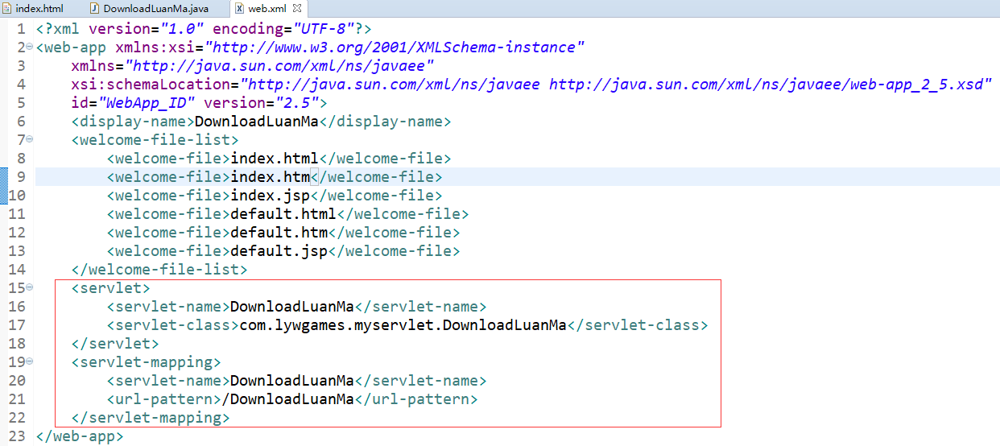 index.html DownloadLuanMa.java web.xml
1 <?xml version="1.0" encoding="UTF-8"?>
2 <web-app xmlns:xsi="http://www.w3.org/2001/XMLSchema-instance"
3     xmlns="http://java.sun.com/xml/ns/javaee"
4     xsi:schemaLocation="http://java.sun.com/xml/ns/javaee http://java.sun.com/xml/ns/javaee/web-app_2_5.xsd"
5     id="WebApp_ID" version="2.5">
6     <display-name>DownloadLuanMa</display-name>
7     <welcome-file-list>
8         <welcome-file>index.html</welcome-file>
9         <welcome-file>index.htm</welcome-file>
10         <welcome-file>index.jsp</welcome-file>
11         <welcome-file>default.html</welcome-file>
12         <welcome-file>default.htm</welcome-file>
13         <welcome-file>default.jsp</welcome-file>
14     </welcome-file-list>
15     <servlet>
16         <servlet-name>DownloadLuanMa</servlet-name>
17         <servlet-class>com.lywgames.myservlet.DownloadLuanMa</servlet-class>
18     </servlet>
19     <servlet-mapping>
20         <servlet-name>DownloadLuanMa</servlet-name>
21         <url-pattern>/DownloadLuanMa</url-pattern>
22     </servlet-mapping>
23 </web-app>